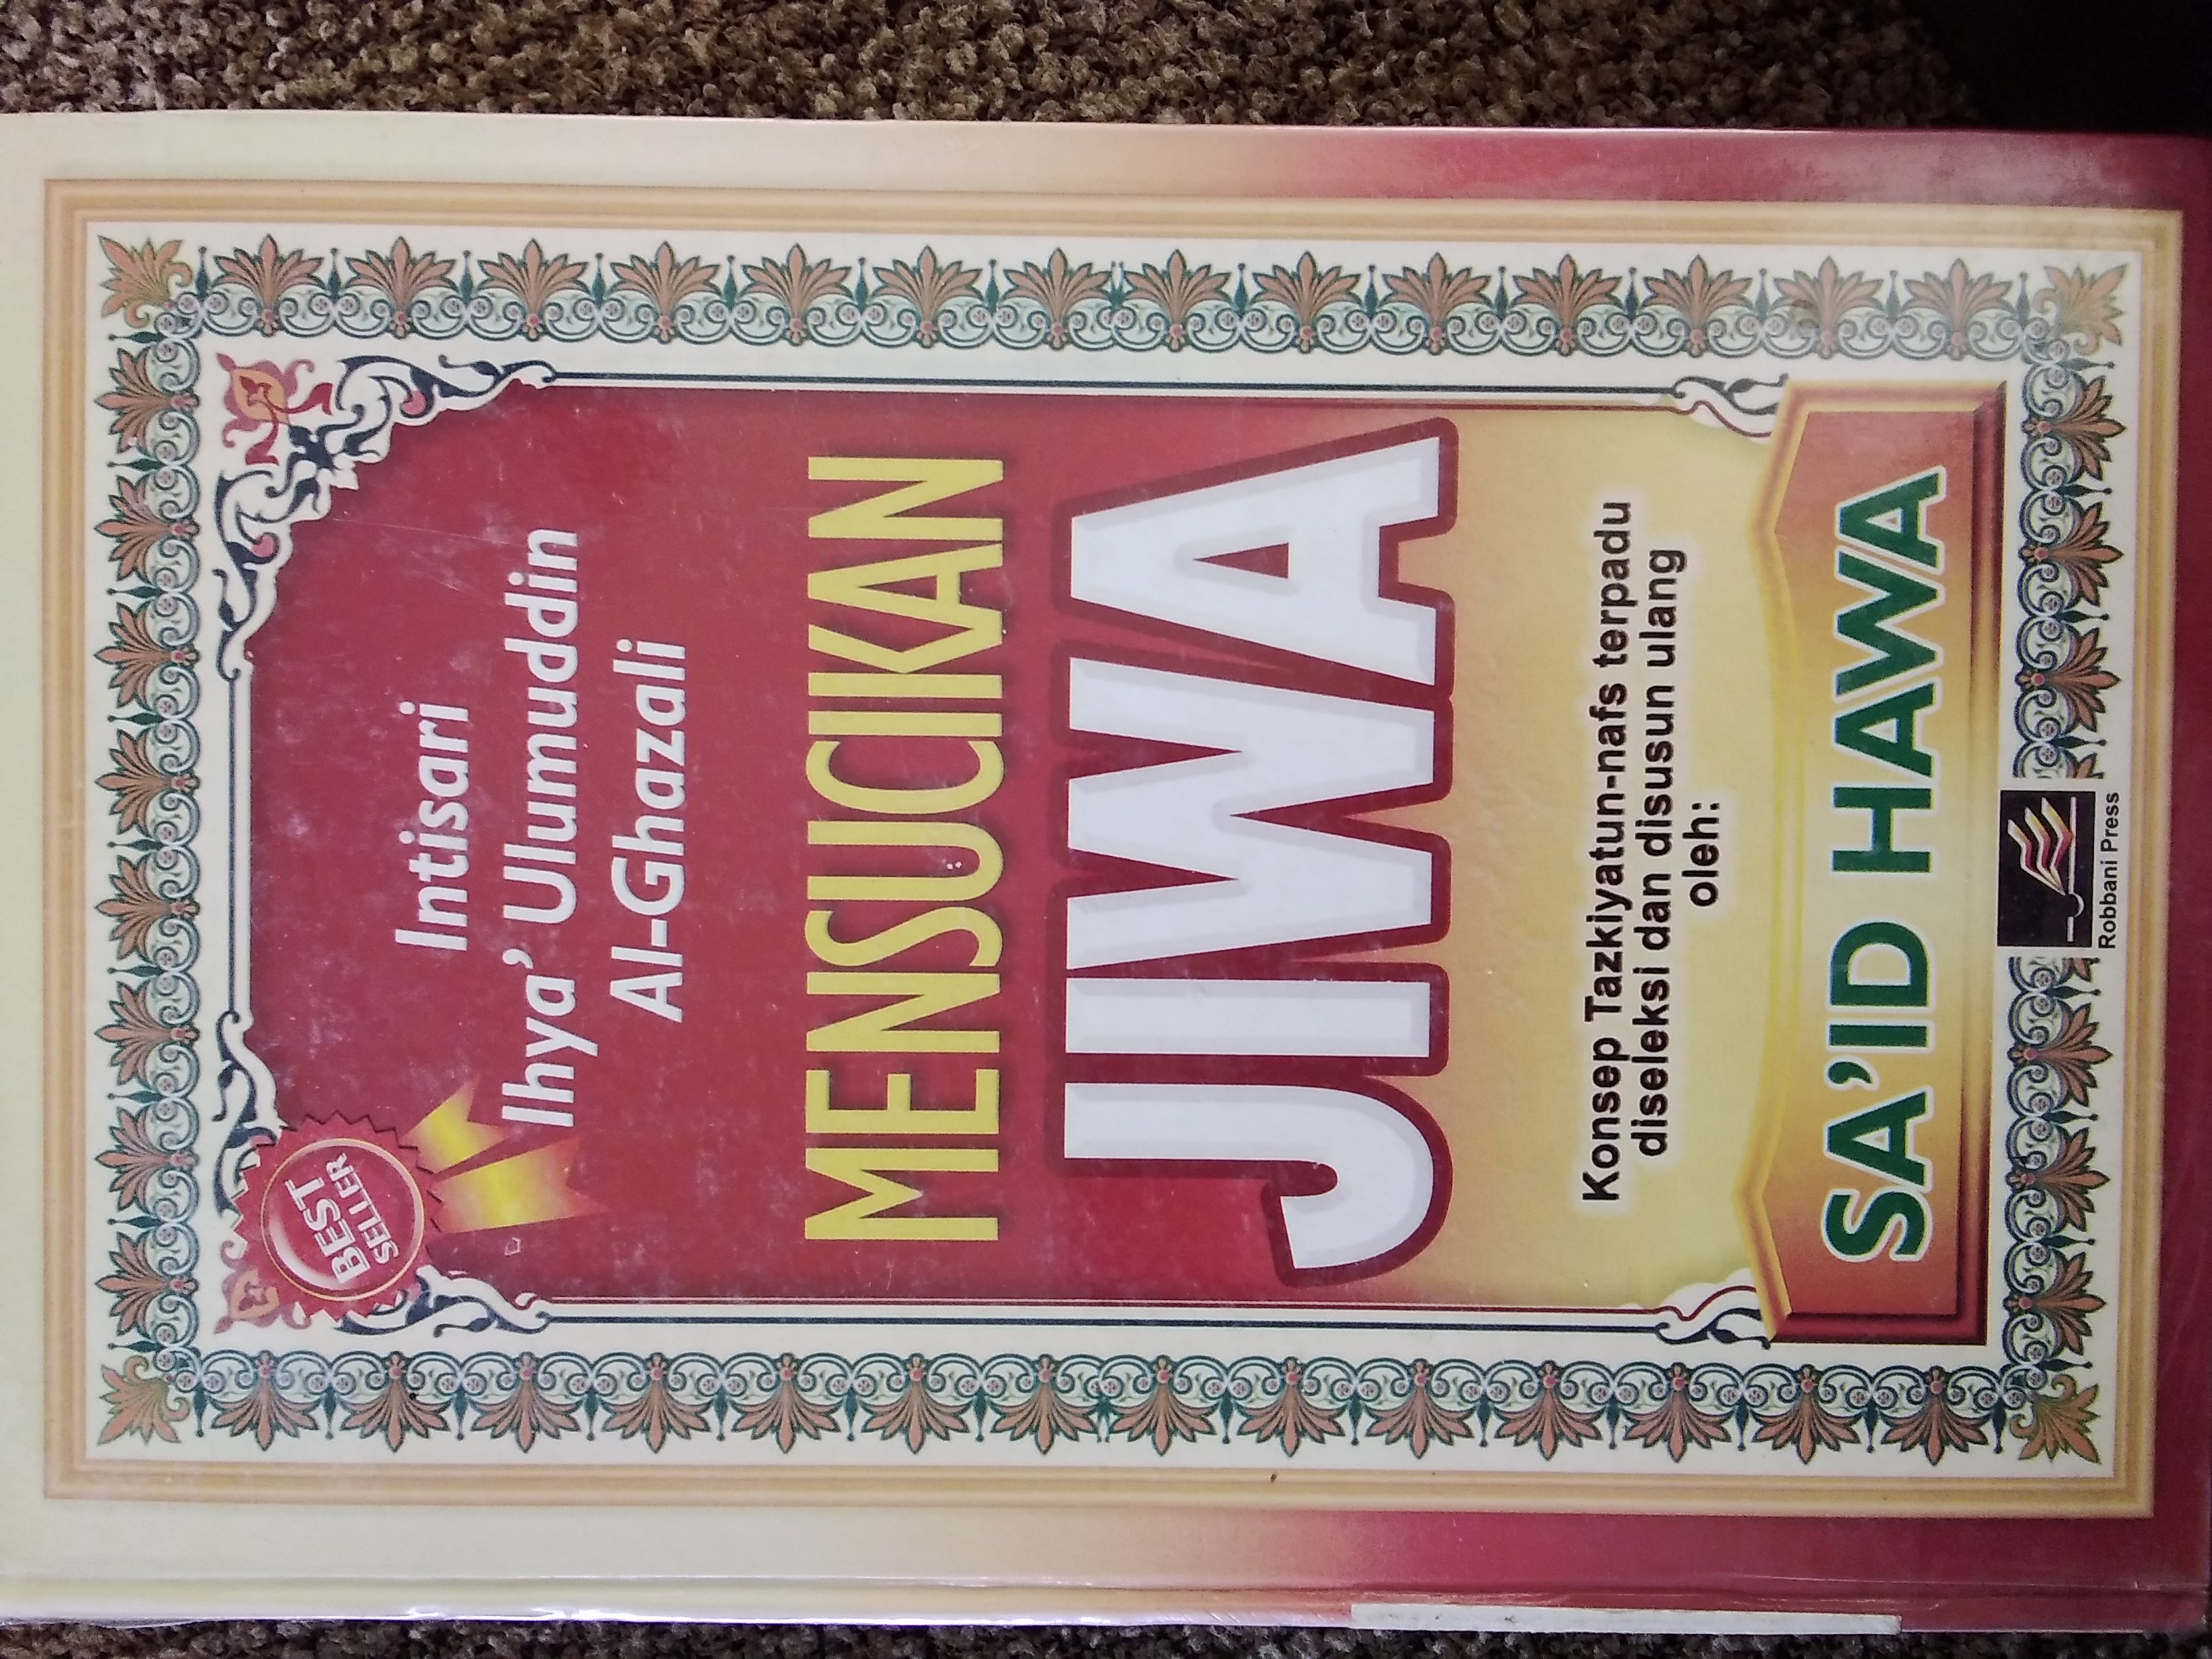 BEST
SELLER
Intisari
Ihya' Ulumuddin
Al-Ghazali
MENSUCIKAN
JIWA
Konsep Tazkiyatun-nafs terpadu
diseleksi dan disusun ulang
oleh:
SA'ID HAWA
Robbani Press